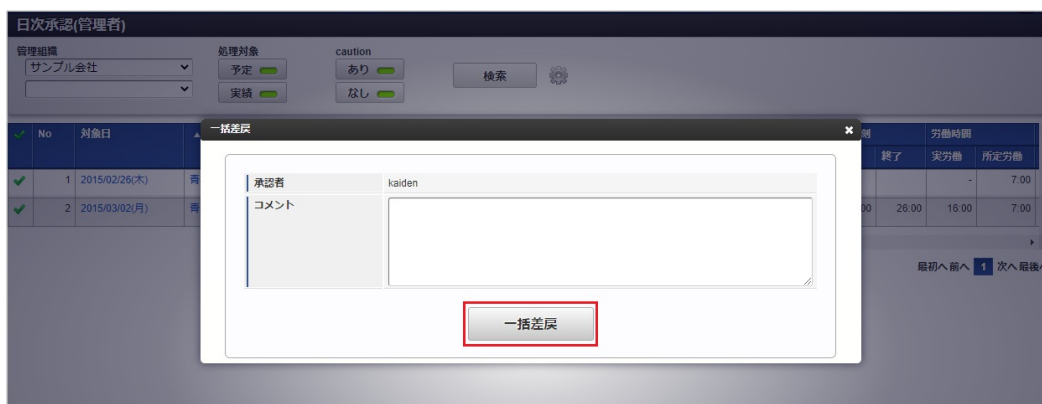 日次承認(管理者)
管理組織 処理対象 caution
サンプル会社 予定 あり 検索
実績 なし
No 対象日 労働時間
終了 実労働 所定労働
一括差戻
1 2015/02/26(木) - 7:00
2 2015/03/02(月) 26:00 16:00 7:00
承認者 kaiden
コメント
一括差戻
最初へ 前へ 1 次へ 最後